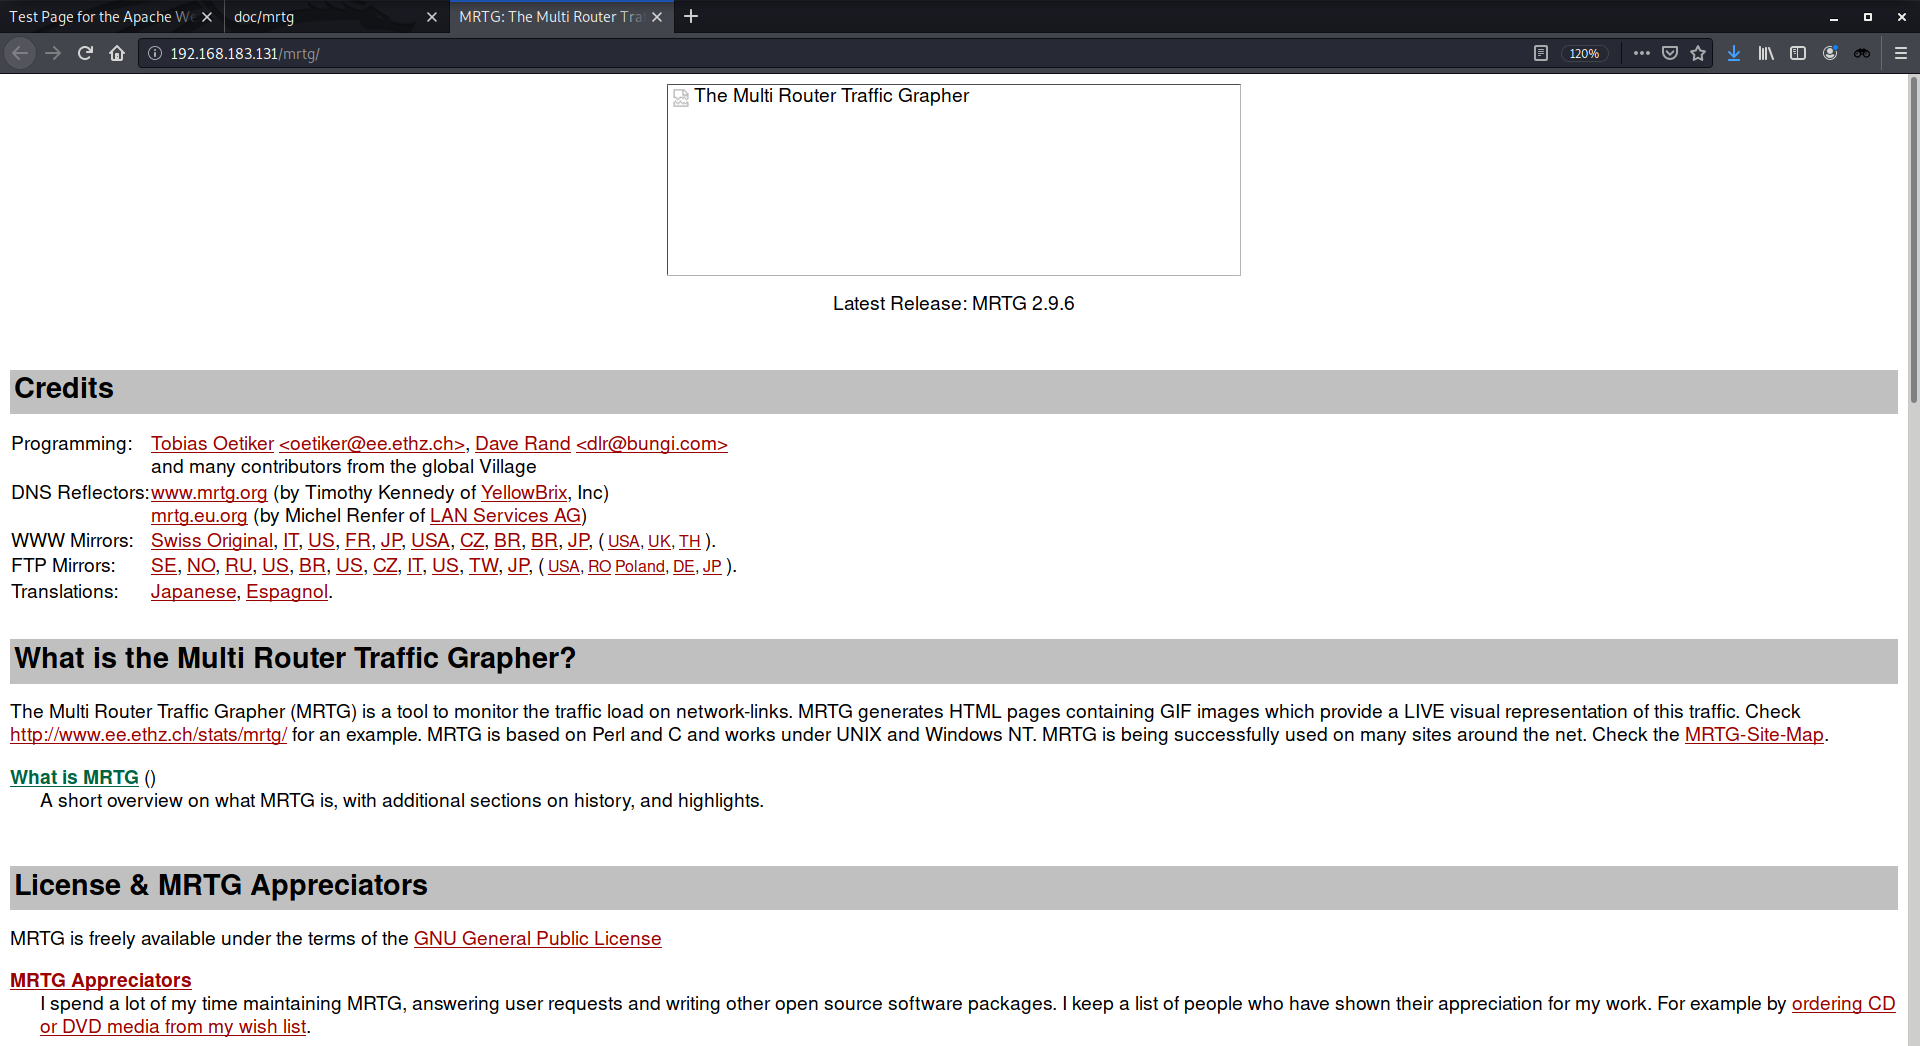 Test Page for the Apache We
doc/mrtg
MRTG: The Multi Router Tra
192.168.183.131/mrtg/
120%
The Multi Router Traffic Grapher
Latest Release: MRTG 2.9.6
Credits
Programming: Tobias Oetiker <oetiker@ee.ethz.ch>, Dave Rand <dlr@bungi.com>
and many contributors from the global Village
DNS Reflectors: www.mrtg.org (by Timothy Kennedy of YellowBrix, Inc)
mrtg.eu.org (by Michel Renfer of LAN Services AG)
WWW Mirrors: Swiss Original, IT, US, FR, JP, USA, CZ, BR, BR, JP, ( USA, UK, TH ).
FTP Mirrors: SE, NO, RU, US, BR, US, CZ, IT, US, TW, JP, ( USA, RO Poland, DE, JP ).
Translations: Japanese, Espagnol.
What is the Multi Router Traffic Grapher?
The Multi Router Traffic Grapher (MRTG) is a tool to monitor the traffic load on network-links. MRTG generates HTML pages containing GIF images which provide a LIVE visual representation of this traffic. Check
http://www.ee.ethz.ch/stats/mrtg/ for an example. MRTG is based on Perl and C and works under UNIX and Windows NT. MRTG is being successfully used on many sites around the net. Check the MRTG-Site-Map.
What is MRTG ()
A short overview on what MRTG is, with additional sections on history, and highlights.
License & MRTG Appreciators
MRTG is freely available under the terms of the GNU General Public License
MRTG Appreciators
I spend a lot of my time maintaining MRTG, answering user requests and writing other open source software packages. I keep a list of people who have shown their appreciation for my work. For example by ordering CD
or DVD media from my wish list.